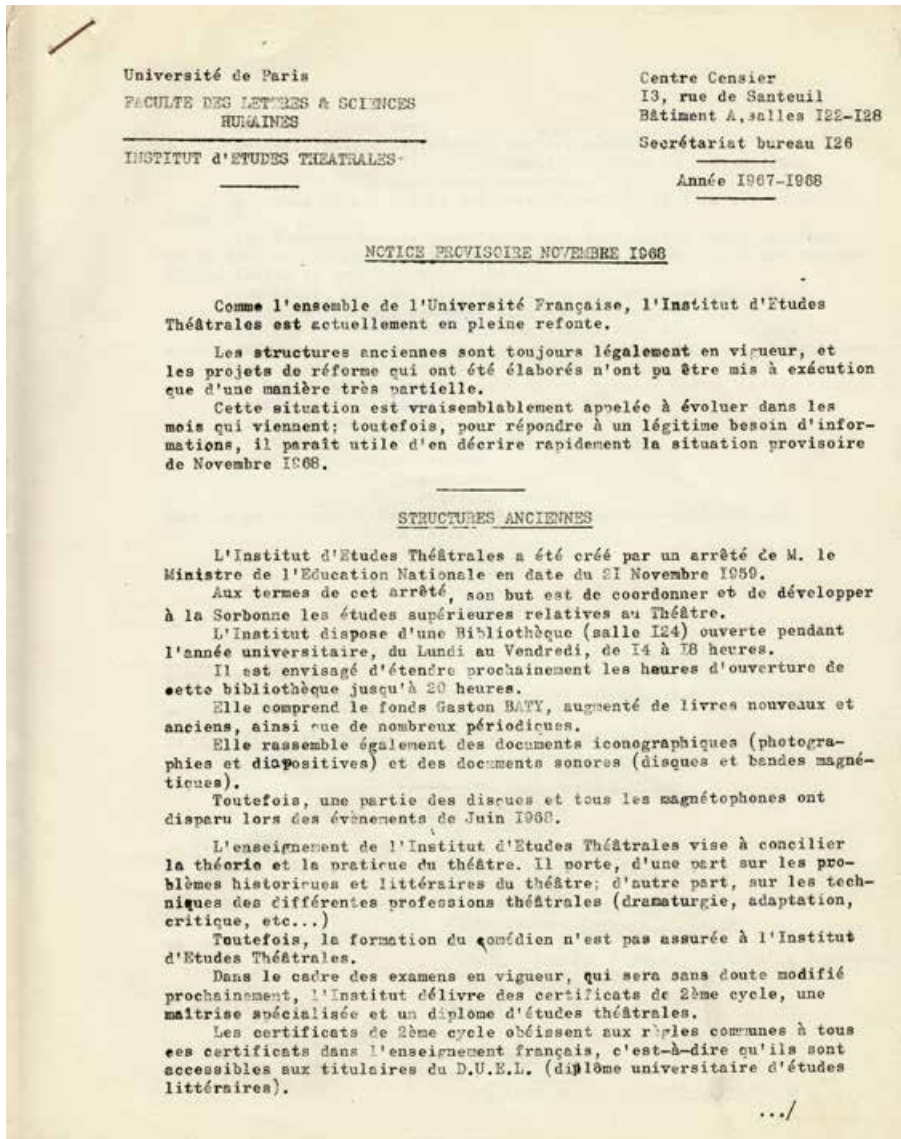 Université de Paris
FACULTE DES LETTRES & SCIENCES
HUMAINES
INSTITUT d'ETUDES THEATRALES
Centre Censier
I3, rue de Santeuil
Bâtiment A, salles I22-I28
Secrétariat bureau I26
Année I967-I968
NOTICE PROVISOIRE NOVEMBRE I968
Comme l'ensemble de l'Université Française, l'Institut d'Etudes
Théâtrales est actuellement en pleine refonte.
Les structures anciennes sont toujours légalement en vigueur, et
les projets de réforme qui ont été élaborés n'ont pu être mis à exécution
que d'une manière très partielle.
Cette situation est vraisemblablement appelée à évoluer dans les
mois qui viennent; toutefois, pour répondre à un légitime besoin d'infor-
mations, il paraît utile d'en décrire rapidement la situation provisoire
de Novembre I968.
STRUCTURES ANCIENNES
L'Institut d'Etudes Théâtrales a été créé par un arrêté de M. le
Ministre de l'Education Nationale en date du 2I Novembre I959.
Aux termes de cet arrêté, son but est de coordonner et de développer
à la Sorbonne les études supérieures relatives au Théâtre.
L'Institut dispose d'une Bibliothèque (salle I24) ouverte pendant
l'année universitaire, du Lundi au Vendredi, de I4 à I8 heures.
Il est envisagé d'étendre prochainement les heures d'ouverture de
cette bibliothèque jusqu'à 20 heures.
Elle comprend le fonds Gaston BATY, augmenté de livres nouveaux et
anciens, ainsi que de nombreux périodiques.
Elle rassemble également des documents iconographiques (photogra-
phies et diapositives) et des documents sonores (disques et bandes magné-
tiques).
Toutefois, une partie des disques et tous les magnétophones ont
disparu lors des évènements de Juin I968.
L'enseignement de l'Institut d'Etudes Théâtrales vise à concilier
la théorie et la pratique du théâtre. Il porte, d'une part sur les pro-
blèmes historiques et littéraires du théâtre; d'autre part, sur les tech-
niques des différentes professions théâtrales (dramaturgie, adaptation,
critique, etc...)
Toutefois, la formation du comédien n'est pas assurée à l'Institut
d'Etudes Théâtrales.
Dans le cadre des examens en vigueur, qui sera sans doute modifié
prochainement, l'Institut délivre des certificats de 2ème cycle, une
maîtrise spécialisée et un diplome d'études théâtrales.
Les certificats de 2ème cycle obéissent aux règles communes à tous
ces certificats dans l'enseignement français, c'est-à-dire qu'ils sont
accessibles aux titulaires du D.U.E.L. (diplôme universitaire d'études
littéraires).
.../